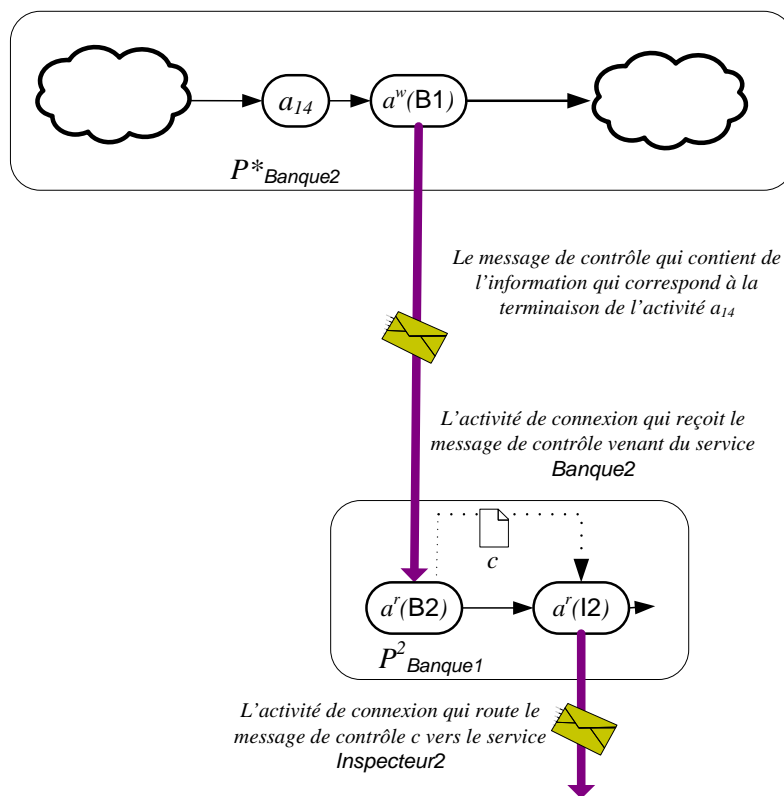 a14 aw(B1)
P*Banque2
Le message de contrôle qui contient de
l'information qui correspond à la
terminaison de l'activité a14
L'activité de connexion qui reçoit le
message de contrôle venant du service
Banque2
c
ar(B2) ar(I2)
P2Banque1
L'activité de connexion qui route le
message de contrôle c vers le service
Inspecteur2